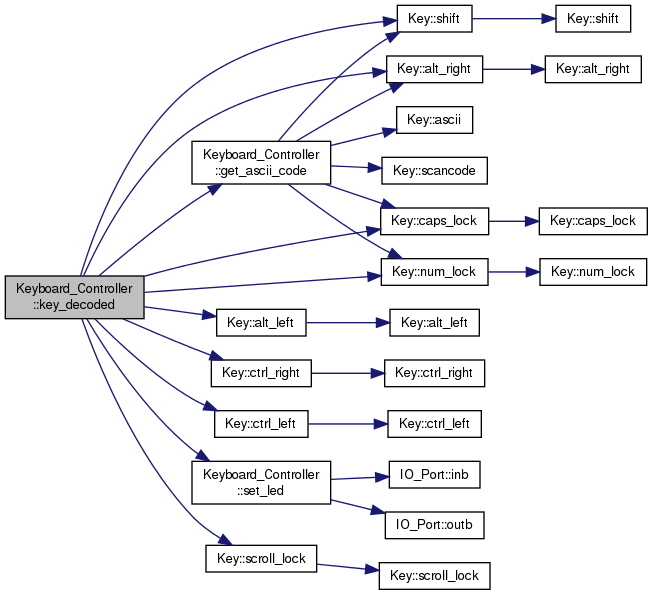 Key::shift
Key::shift
Key::alt_right
Key::alt_right
Key::ascii
Keyboard_Controller
::get_ascii_code
Key::scancode
Key::caps_lock
Key::caps_lock
Key::num_lock
Key::num_lock
Keyboard_Controller
::key_decoded
Key::alt_left
Key::alt_left
Key::ctrl_right
Key::ctrl_right
Key::ctrl_left
Key::ctrl_left
Keyboard_Controller
::set_led
IO_Port::inb
IO_Port::outb
Key::scroll_lock
Key::scroll_lock